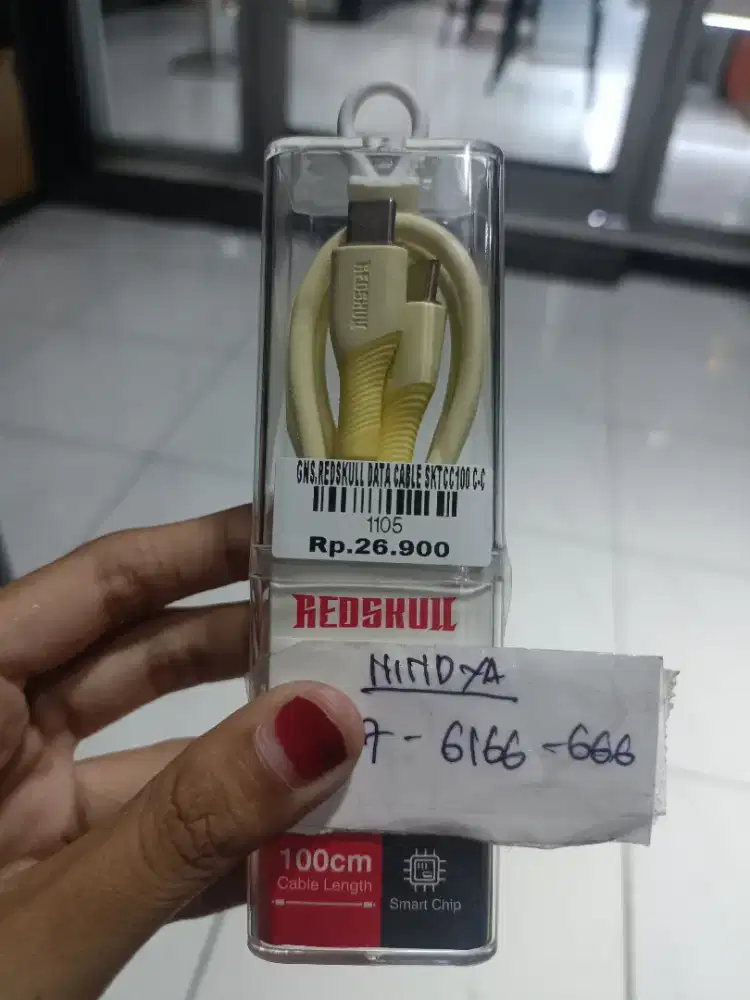 REDSKULL
GNS.REDSKULL DATA CABLE SKTCC100 C-C
1105
Rp.26.900
REDSKULL
NINDYA
7 - 6166 - 666
100cm
Cable Length
Smart Chip